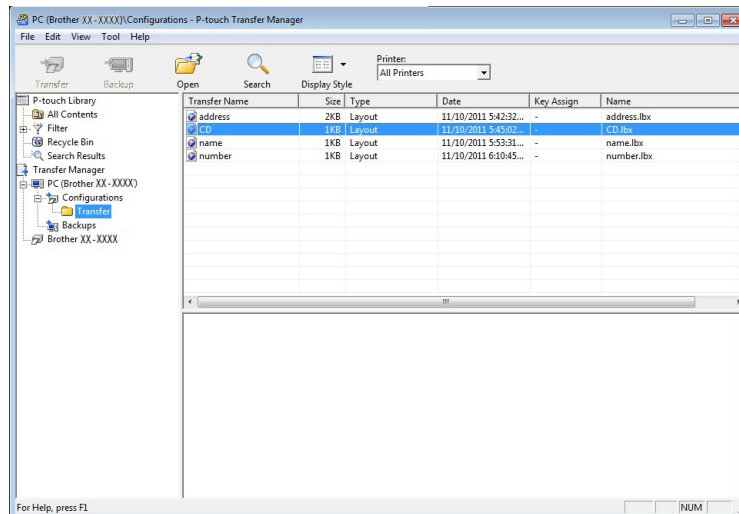 PC (Brother XX-XXXX)\Configurations - P-touch Transfer Manager
File Edit View Tool Help
Transfer Backup Open Search Display Style
Printer:
All Printers
P-touch Library
All Contents
Filter
Recycle Bin
Search Results
Transfer Manager
PC (Brother XX-XXXX)
Configurations
Transfer
Backups
Brother XX-XXXX
Transfer Name Size Type Date Key Assign Name
address 2KB Layout 11/10/2011 5:42:32... - address.lbx
CD 1KB Layout 11/10/2011 5:45:02... - CD.lbx
name 1KB Layout 11/10/2011 5:53:31... - name.lbx
number 1KB Layout 11/10/2011 6:10:45... - number.lbx
For Help, press F1
NUM